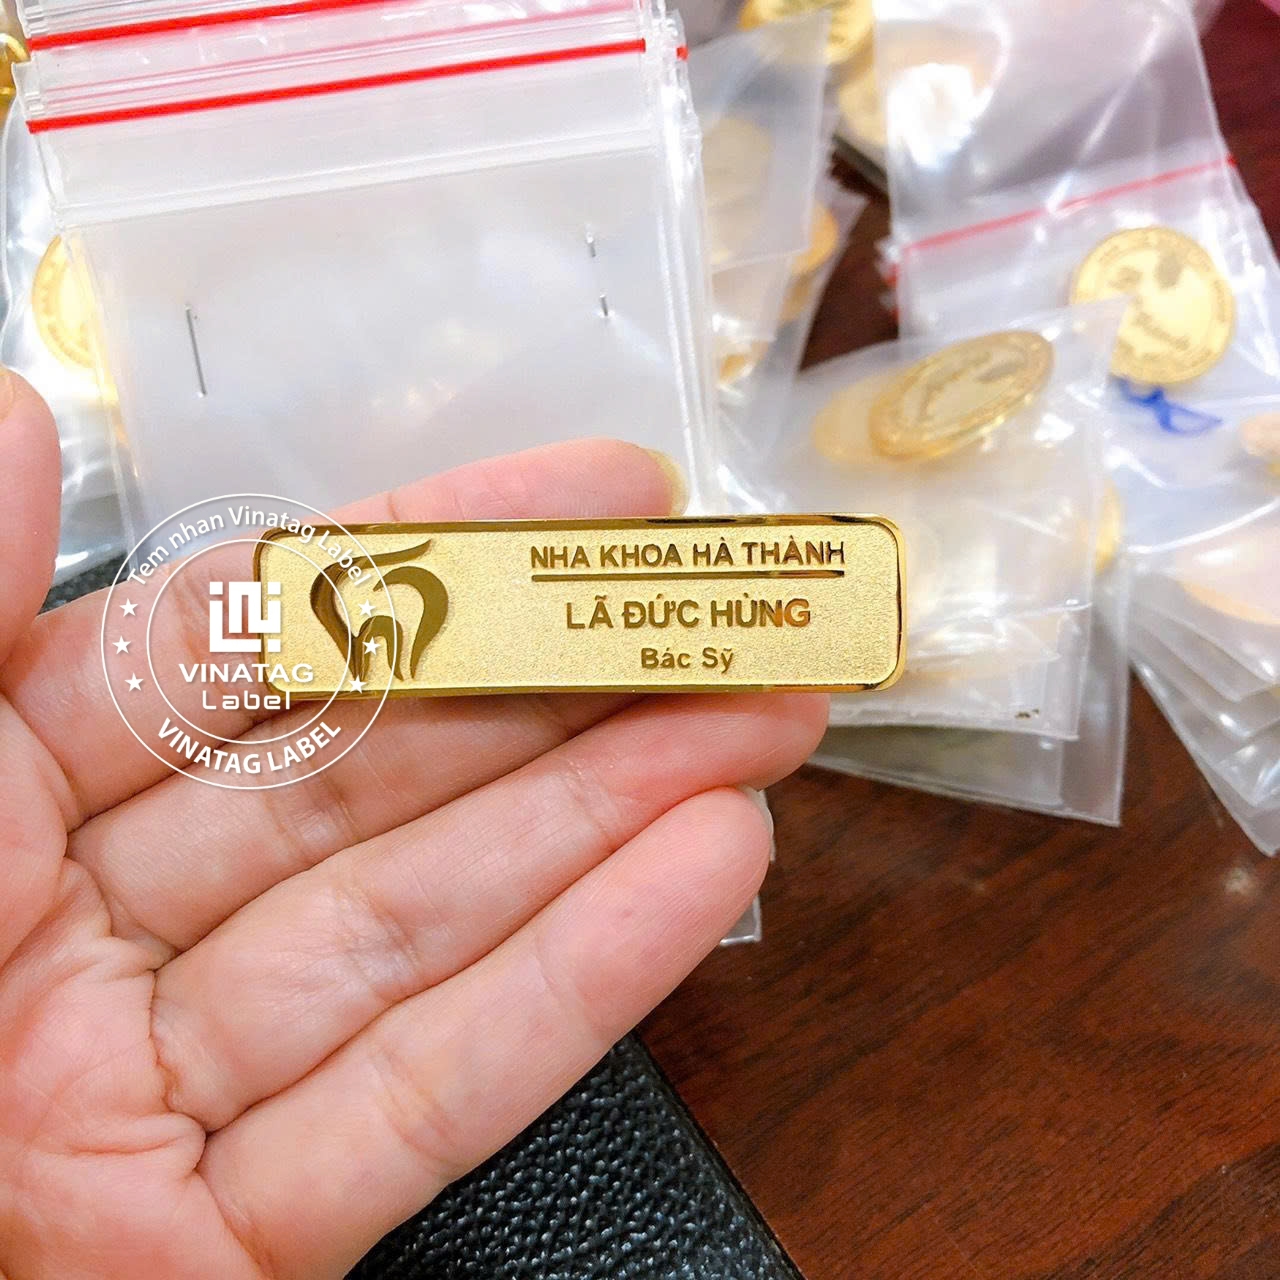 NHA KHOA HÀ THÀNH
LÃ ĐỨC HÙNG
Bác Sỹ
Tem nhan Vinatag Label
VINATAG
Label
VINATAG LABEL